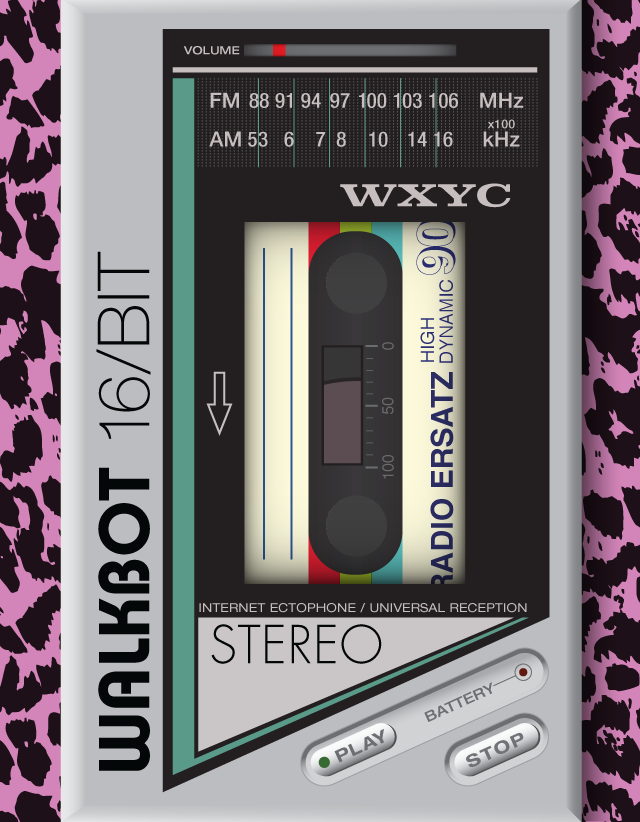 VOLUME
FM 88 91 94 97 100 103 106 MHz
AM 53 6 7 8 10 14 16 x100 kHz
WXYC
WALKBOT 16/BIT
0
50
100
RADIO ERSATZ HIGH DYNAMIC 90
INTERNET ECTOPHONE / UNIVERSAL RECEPTION
STEREO
BATTERY
PLAY
STOP